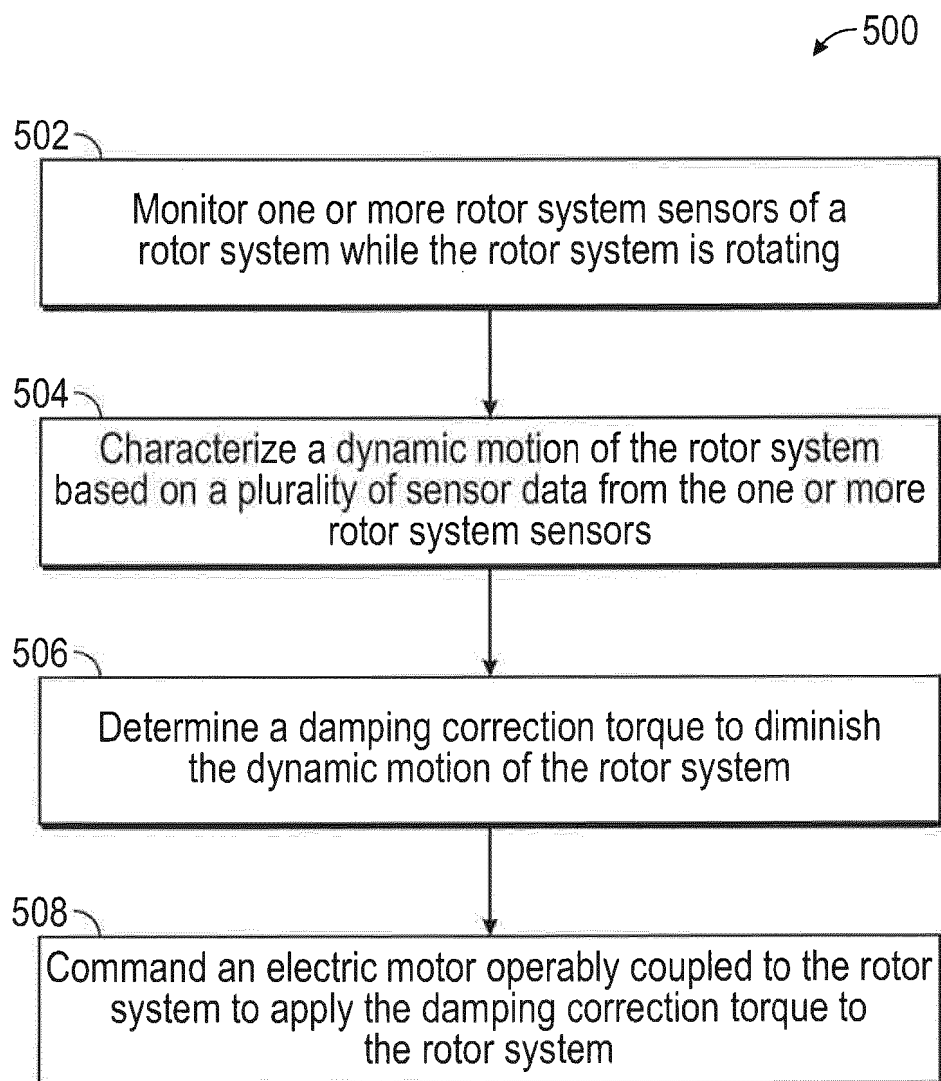 500
502
Monitor one or more rotor system sensors of a
rotor system while the rotor system is rotating
504
Characterize a dynamic motion of the rotor system
based on a plurality of sensor data from the one or more
rotor system sensors
506
Determine a damping correction torque to diminish
the dynamic motion of the rotor system
508
Command an electric motor operably coupled to the rotor
system to apply the damping correction torque to
the rotor system